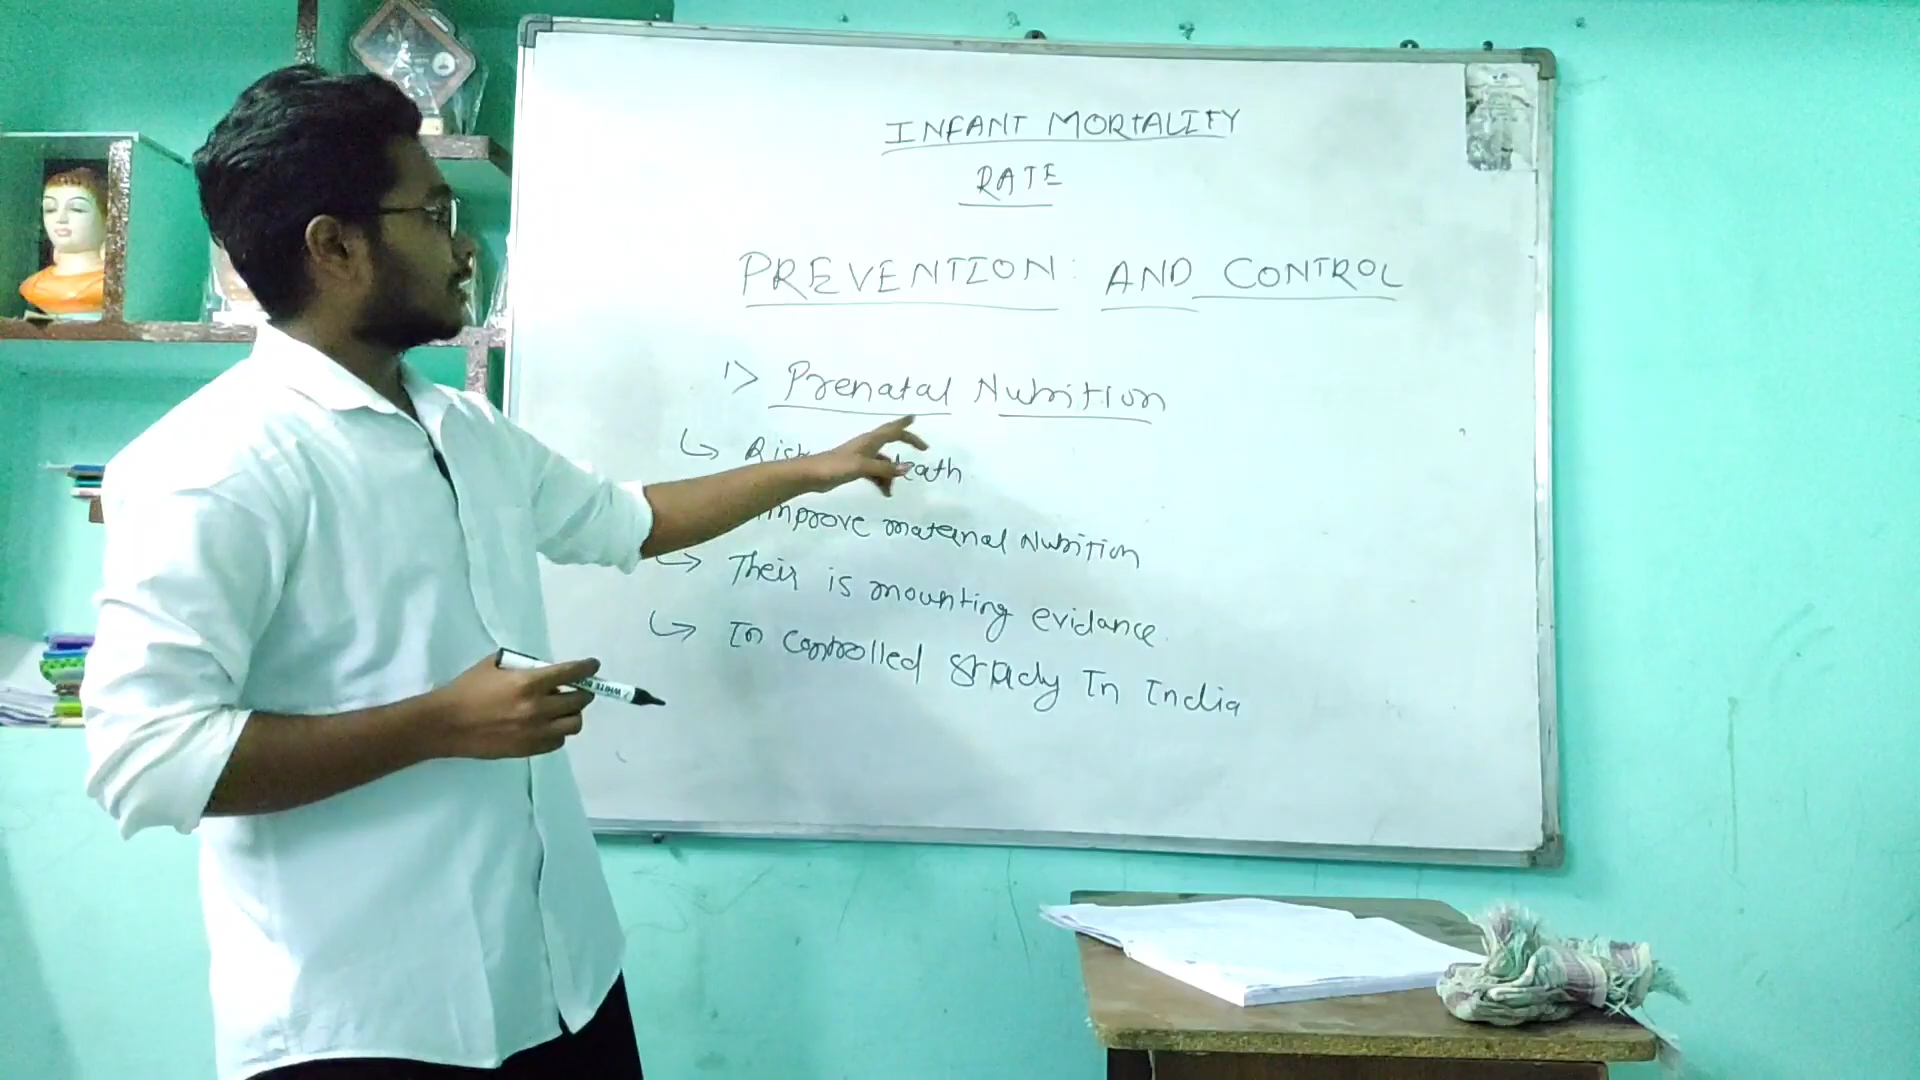 INFANT MORTALITY
RATE
PREVENTION : AND CONTROL
1> Prenatal Nutrition
↳ Risk death
improve maternal Nutrition
↳ Their is mounting evidance.
↳ In controlled Study In India
WHITE